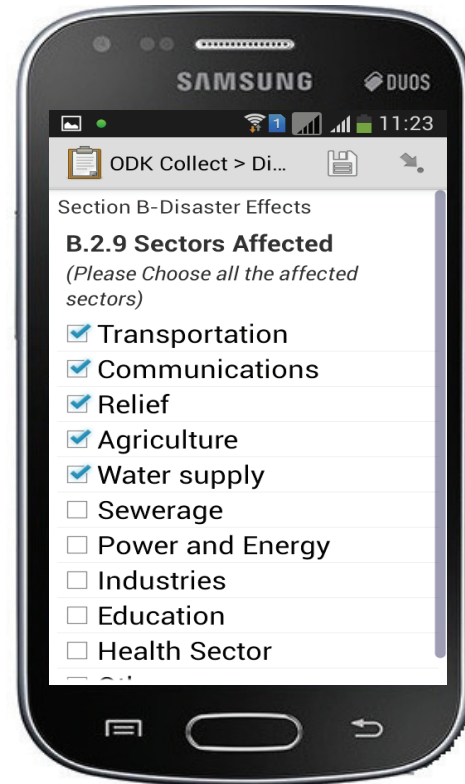 SAMSUNG DUOS
1 11:23
ODK Collect > Di...
Section B-Disaster Effects
B.2.9 Sectors Affected
(Please Choose all the affected
sectors)
Transportation
Communications
Relief
Agriculture
Water supply
Sewerage
Power and Energy
Industries
Education
Health Sector